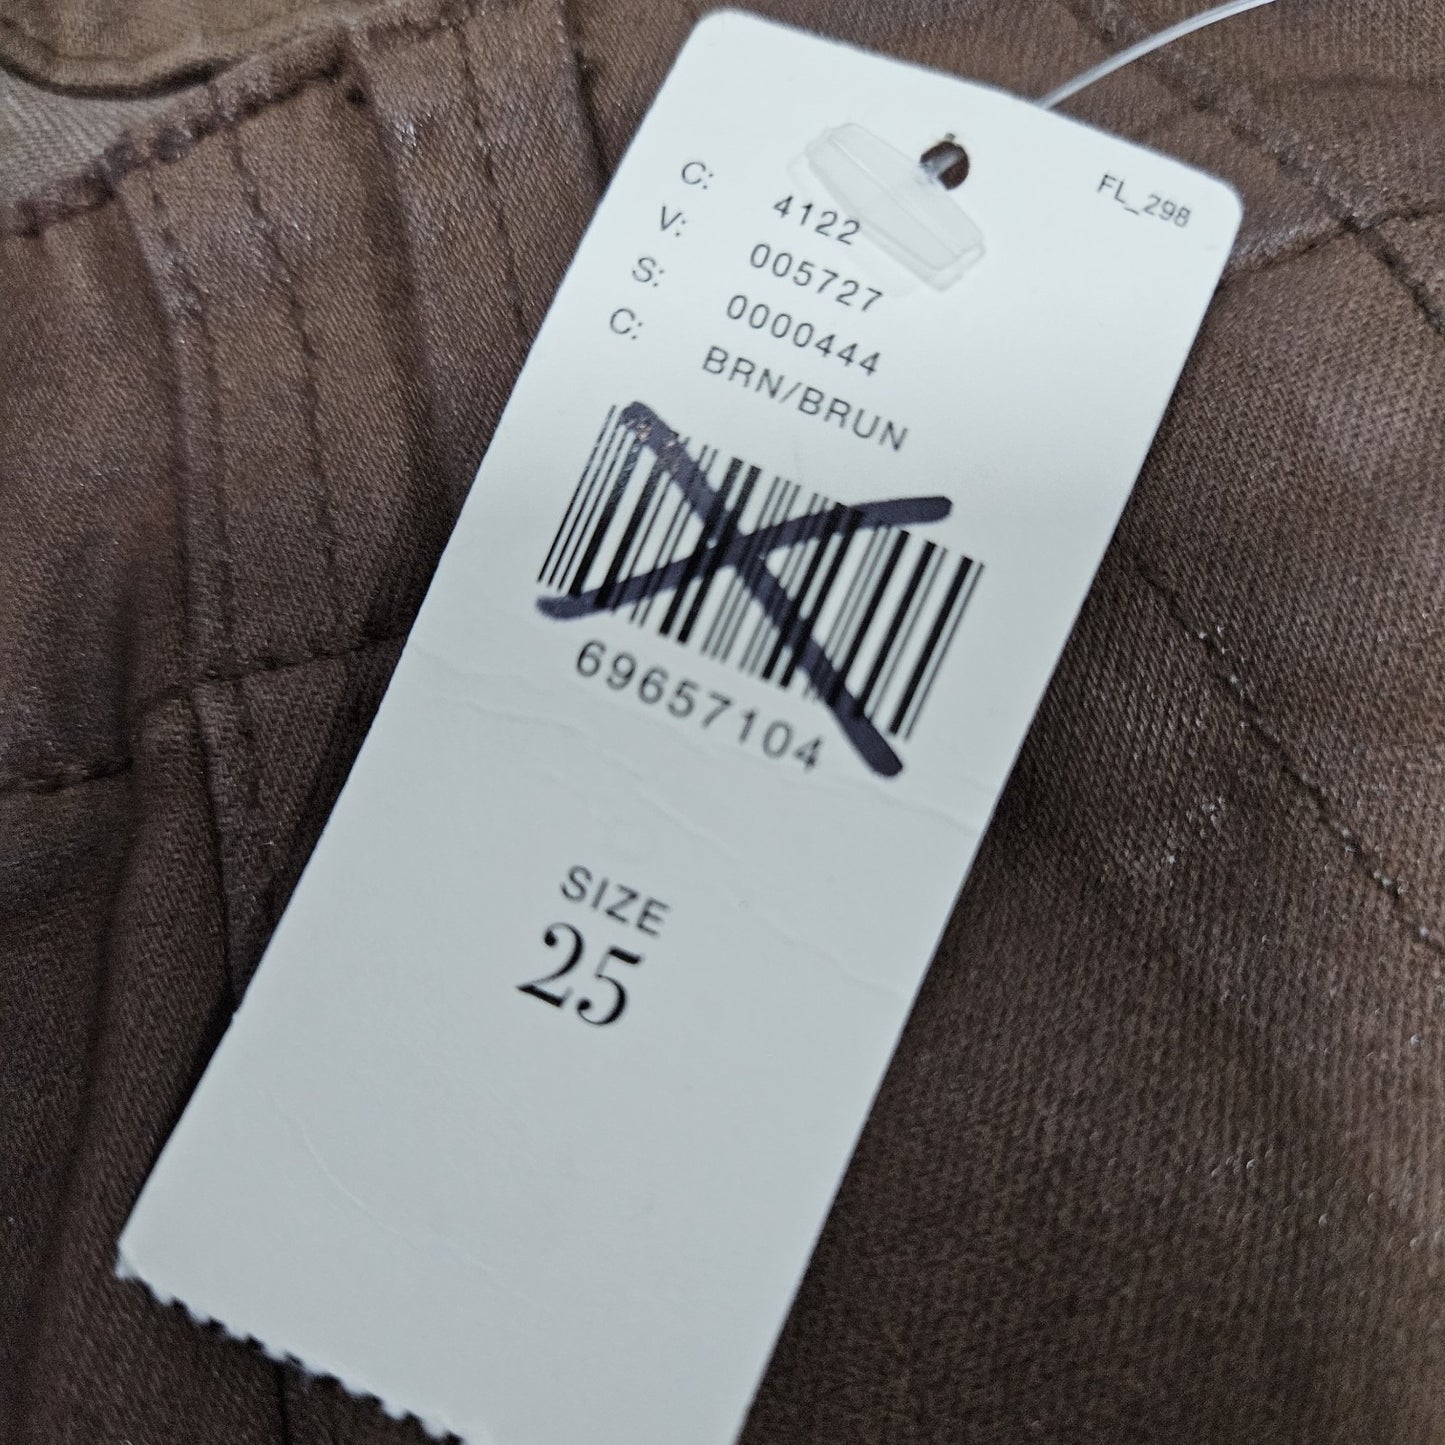 FL_298
C: 4122
V: 005727
S: 0000444
C: BRN/BRUN
69657104
SIZE
25